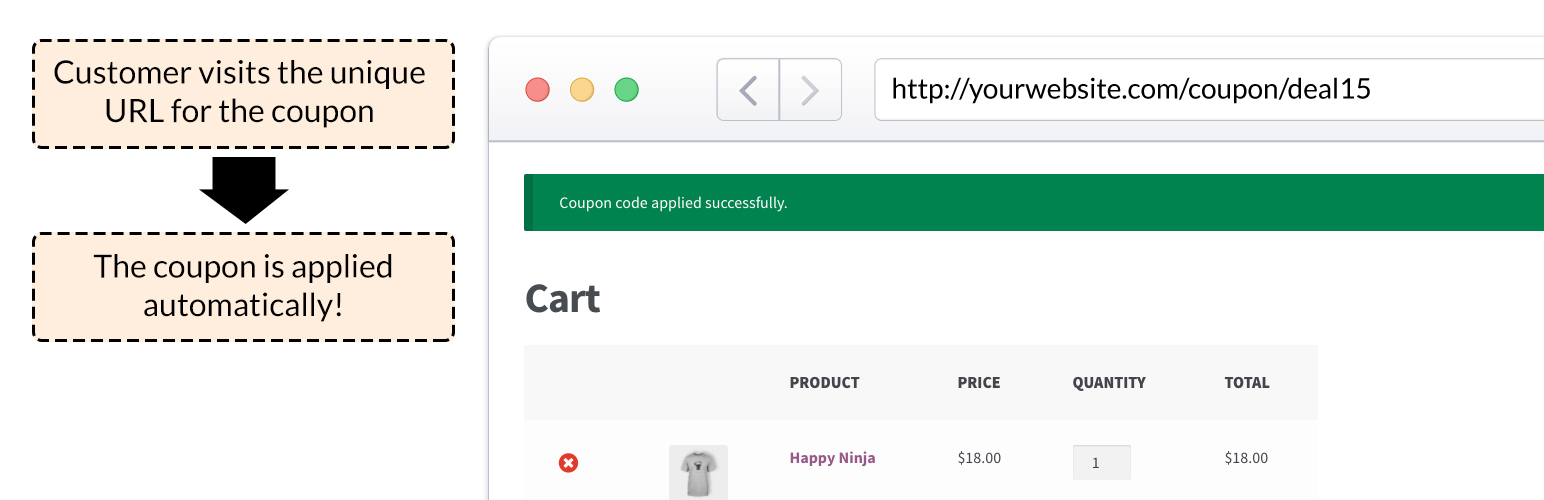 Customer visits the unique
URL for the coupon
The coupon is applied
automatically!
http://yourwebsite.com/coupon/deal15
Coupon code applied successfully.
Cart
PRODUCT PRICE QUANTITY TOTAL
Happy Ninja $18.00 1 $18.00